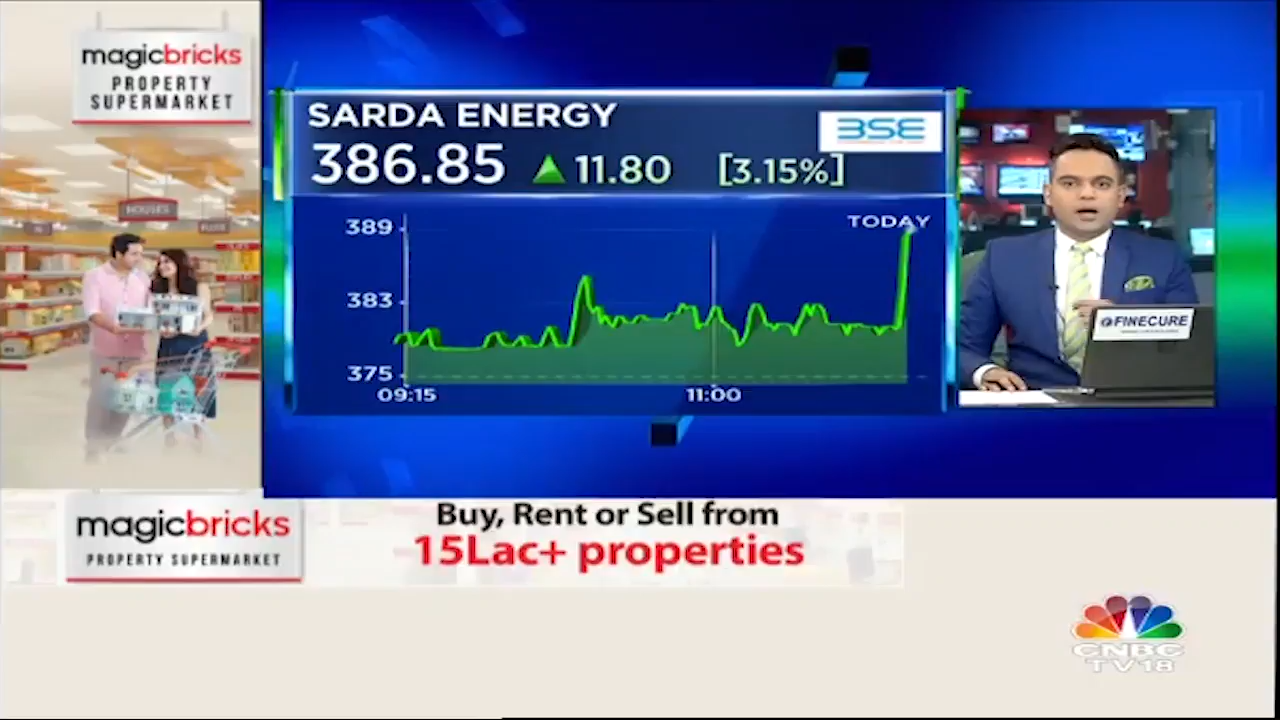 magicbricks
PROPERTY
SUPERMARKET
HOUSES
SARDA ENERGY
BSE
386.85 ▲ 11.80 [3.15%]
TODAY
389
383
375
09:15 11:00
FINECURE
magicbricks
PROPERTY SUPERMARKET
Buy, Rent or Sell from
15Lac+ properties
CNBC
TV18